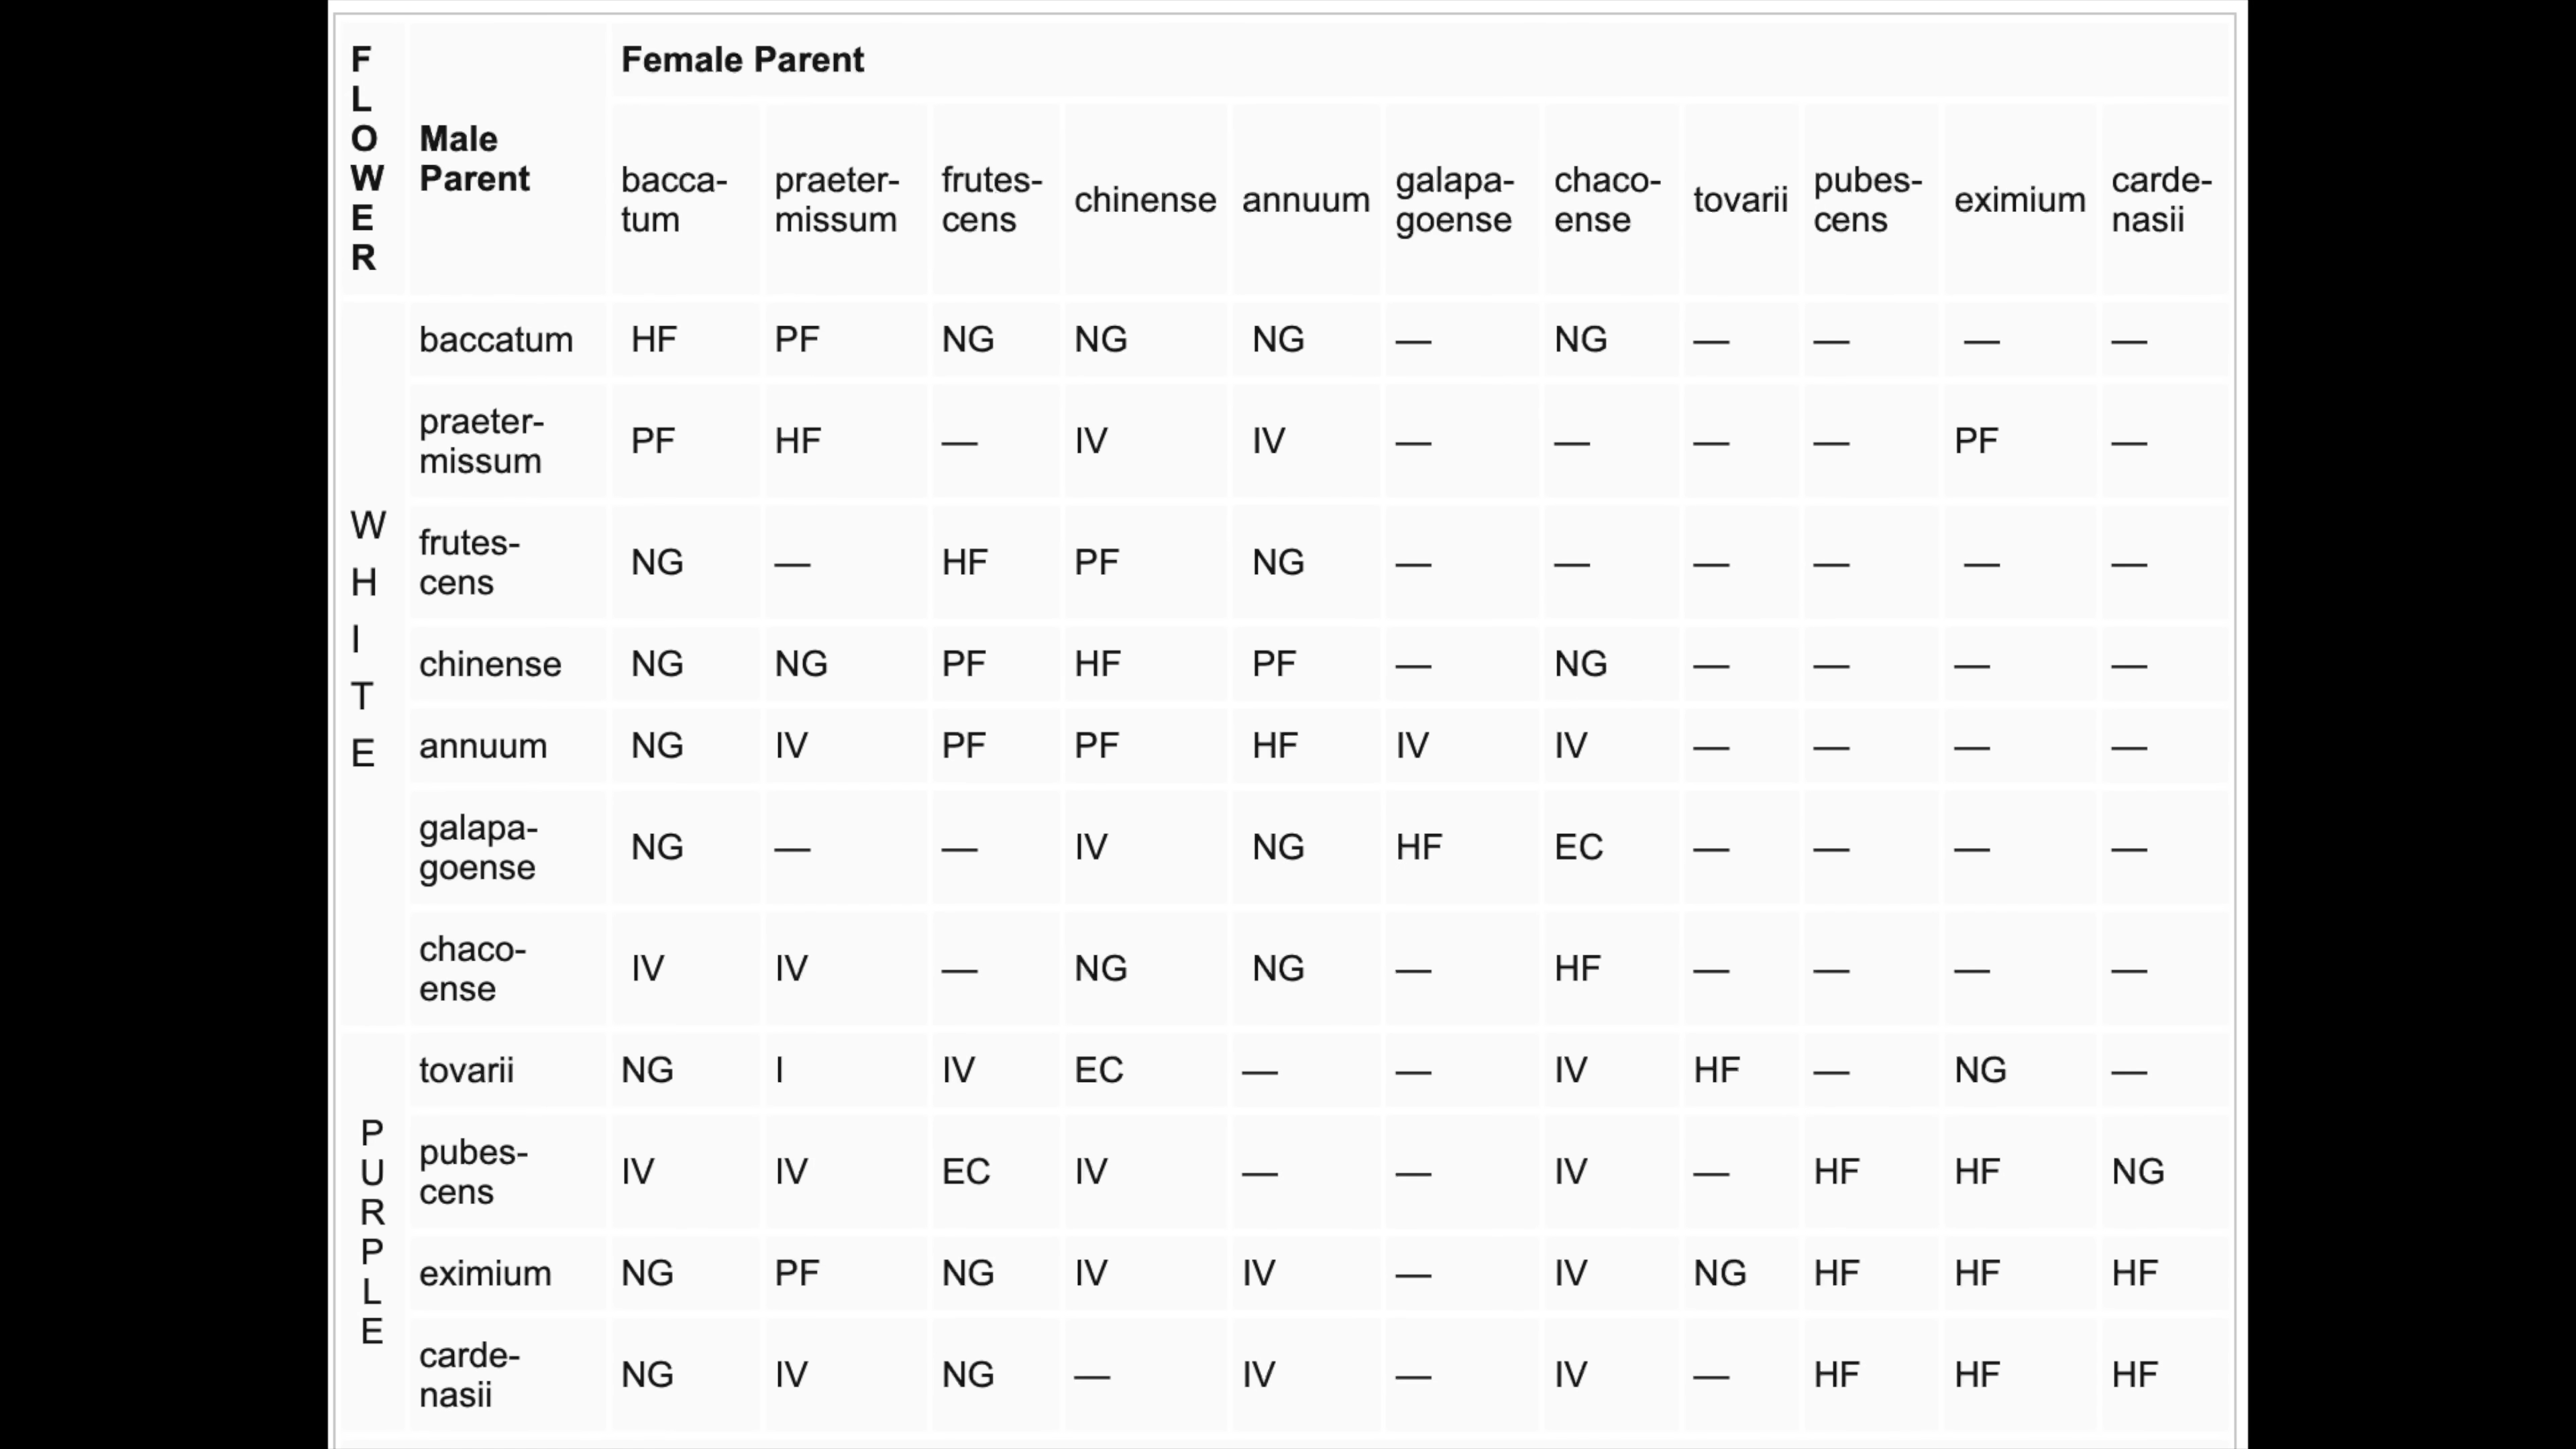 FLOWER
Male Parent
Female Parent
bacca-tum praeter-missum frutes-cens chinense annuum galapa-goense chaco-ense tovarii pubes-cens eximium carde-nasii
WHITE
baccatum HF PF NG NG NG — NG — — — —
praeter-missum PF HF — IV IV — — — — PF —
frutes-cens NG — HF PF NG — — — — — —
chinense NG NG PF HF PF — NG — — — —
annuum NG IV PF PF HF IV IV — — — —
galapa-goense NG — — IV NG HF EC — — — —
chaco-ense IV IV — NG NG — HF — — — —
PURPLE
tovarii NG I IV EC — — IV HF — NG —
pubes-cens IV IV EC IV — — IV — HF HF NG
eximium NG PF NG IV IV — IV NG HF HF HF
carde-nasii NG IV NG — IV — IV — HF HF HF